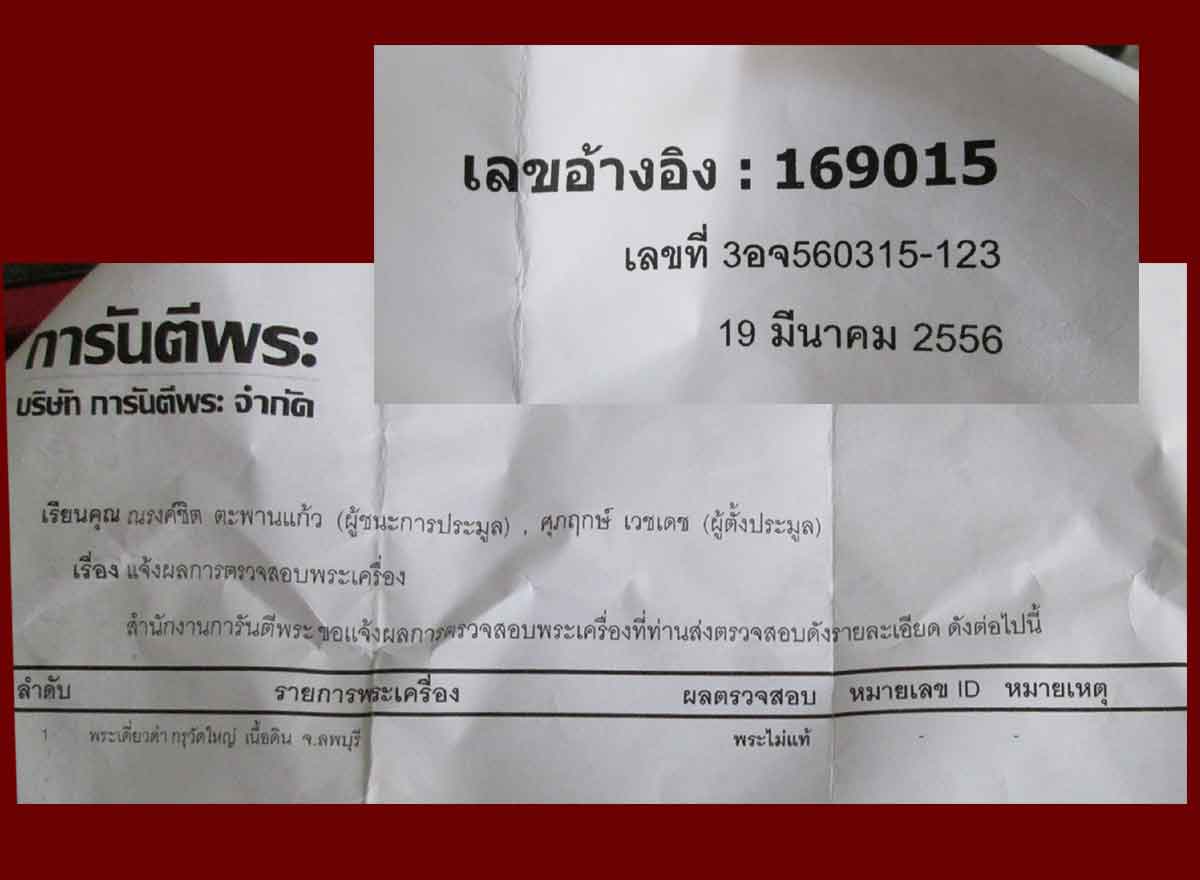 เลขอ้างอิง : 169015
เลขที่ 3อจ560315-123
19 มีนาคม 2556
การันตีพระ
บริษัท การันตีพระ จำกัด
เรียนคุณ ณรงค์ชิต ตะพานแก้ว (ผู้ชนะการประมูล) , ศุภฤกษ์ เวชเดช (ผู้ตั้งประมูล)
เรื่อง แจ้งผลการตรวจสอบพระเครื่อง
สำนักงานการันตีพระ ขอแจ้งผลการตรวจสอบพระเครื่องที่ท่านส่งตรวจสอบดังรายละเอียด ดังต่อไปนี้
ลำดับ รายการพระเครื่อง ผลตรวจสอบ หมายเลข ID หมายเหตุ
1 พระเดี่ยวดำ กรุวัดใหญ่ เนื้อดิน จ.ลพบุรี พระไม่แท้ - -